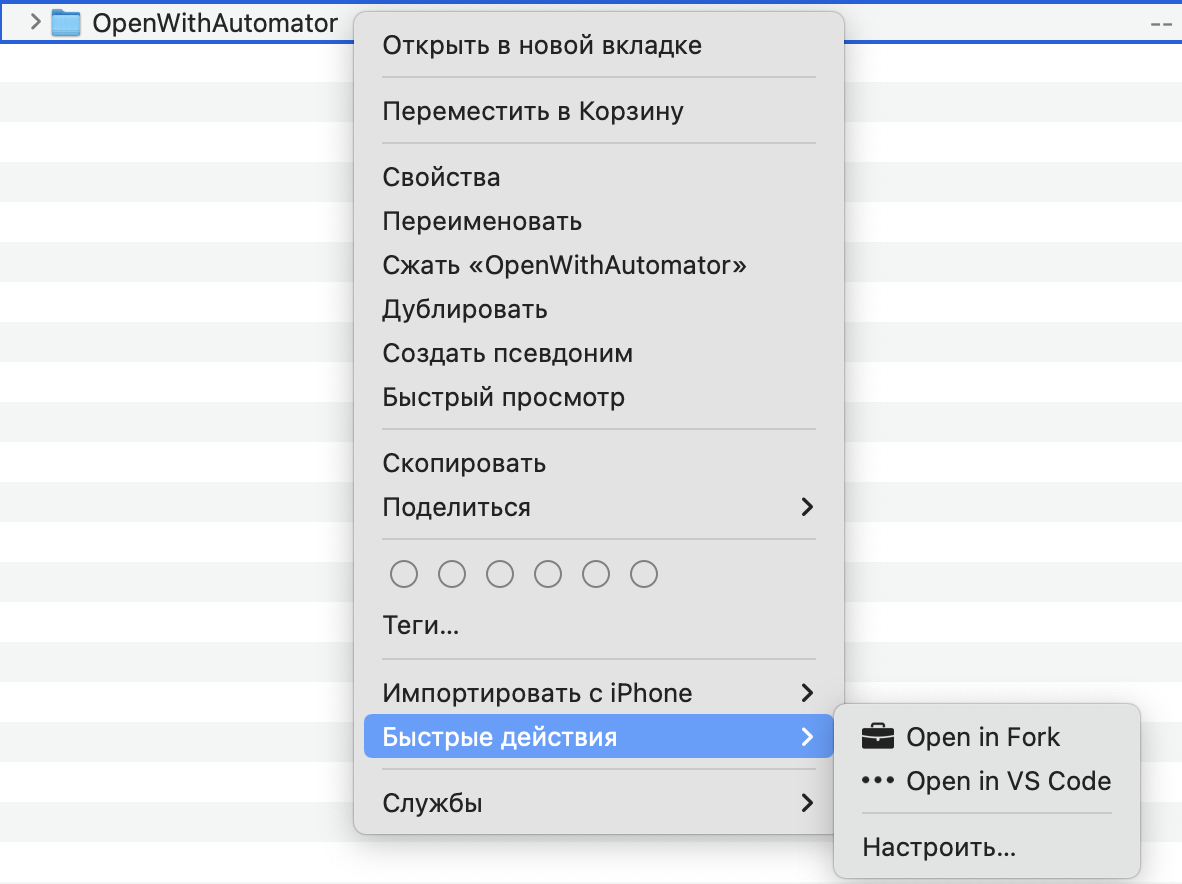 OpenWithAutomator
--
Открыть в новой вкладке
Переместить в Корзину
Свойства
Переименовать
Сжать «OpenWithAutomator»
Дублировать
Создать псевдоним
Быстрый просмотр
Скопировать
Поделиться
Теги...
Импортировать с iPhone
Быстрые действия
Службы
Open in Fork
Open in VS Code
Настроить...